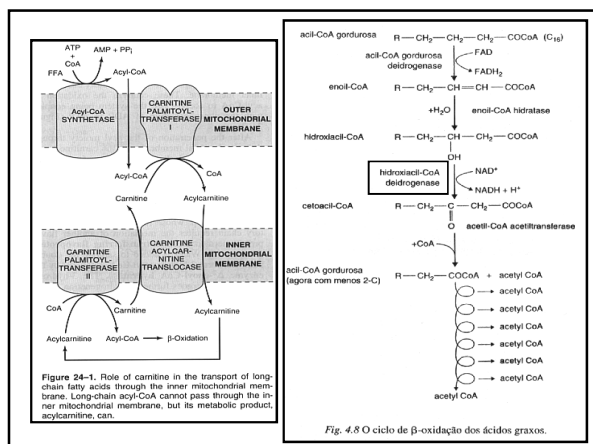 ATP
+
CoA
AMP + PPi
FFA
Acyl-CoA
Acyl-CoA
SYNTHETASE
CARNITINE
PALMITOYL-
TRANSFERASE
I
OUTER
MITOCHONDRIAL
MEMBRANE
Acyl-CoA
CoA
Carnitine
Acylcarnitine
CARNITINE
PALMITOYL-
TRANSFERASE
II
CARNITINE
ACYLCAR-
NITINE
TRANSLOCASE
INNER
MITOCHONDRIAL
MEMBRANE
CoA
Carnitine
Acylcarnitine
Acylcarnitine
Acyl-CoA
β-Oxidation
Figure 24–1. Role of carnitine in the transport of long-
chain fatty acids through the inner mitochondrial mem-
brane. Long-chain acyl-CoA cannot pass through the in-
ner mitochondrial membrane, but its metabolic product,
acylcarnitine, can.
acil-CoA gordurosa R—CH2—CH2—CH2—COCoA (C16)
acil-CoA gordurosa
deidrogenase
FAD
FADH2
enoil-CoA R—CH2—CH=CH—COCoA
+H2O enoil-CoA hidratase
hidroxiacil-CoA R—CH2—CH—CH2—COCoA
OH
hidroxiacil-CoA
deidrogenase
NAD+
NADH + H+
cetoacil-CoA R—CH2—C—CH2—COCoA
O acetil-CoA acetiltransferase
+CoA
acil-CoA gordurosa
(agora com menos 2-C)
R—CH2—COCoA + acetyl CoA
acetyl CoA
acetyl CoA
acetyl CoA
acetyl CoA
acetyl CoA
acetyl CoA
acetyl CoA
Fig. 4.8 O ciclo de β-oxidação dos ácidos graxos.